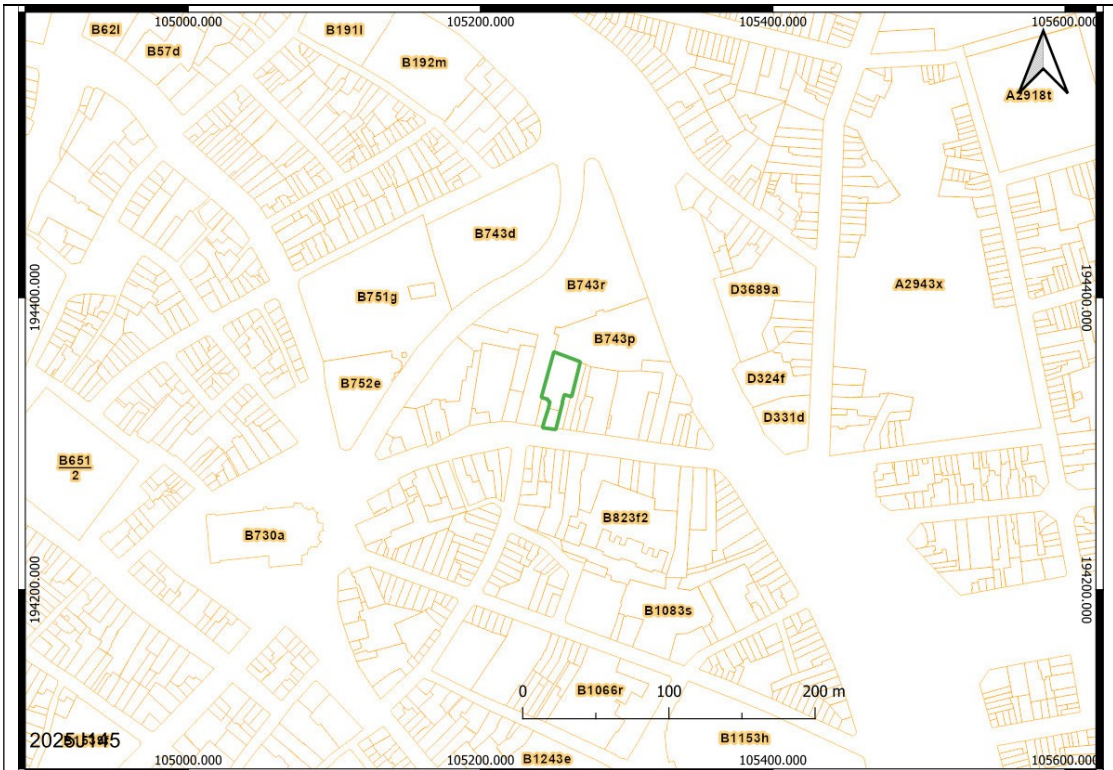 105000.000
105200.000
105400.000
105600.000
B62l
B57d
B191l
B192m
A2918t
B743d
B751g
B743r
D3689a
A2943x
194400.000
194400.000
B743p
B752e
D324f
D331d
B651
2
B823f2
B730a
194200.000
194200.000
B1083s
B1066r
0 100 200 m
B1153h
2025J145
B1243e
105000.000
105200.000
105400.000
105600.000